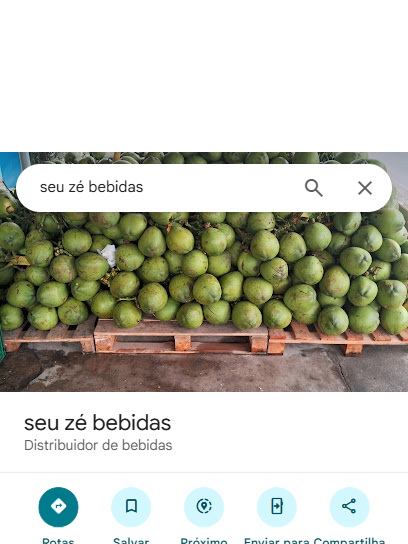 seu zé bebidas
seu zé bebidas
Distribuidor de bebidas
Rotas Salvar Próximo Enviar para Compartilha